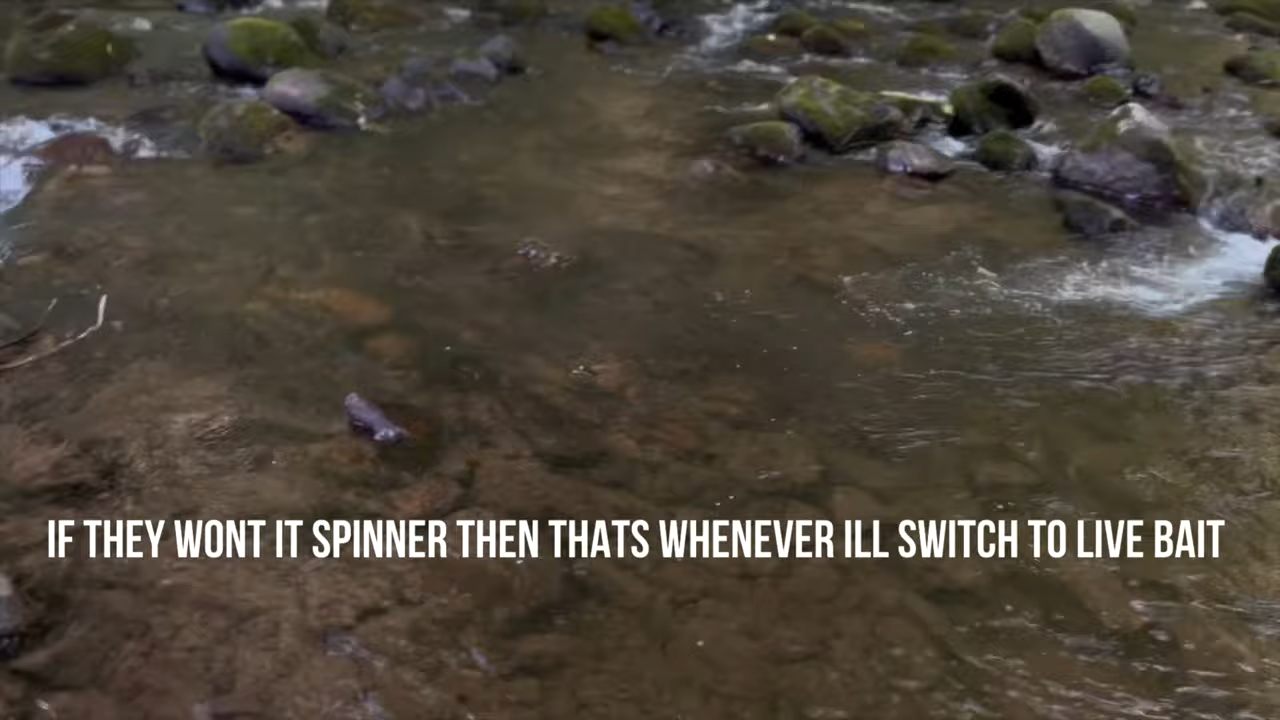 IF THEY WONT IT SPINNER THEN THATS WHENEVER ILL SWITCH TO LIVE BAIT